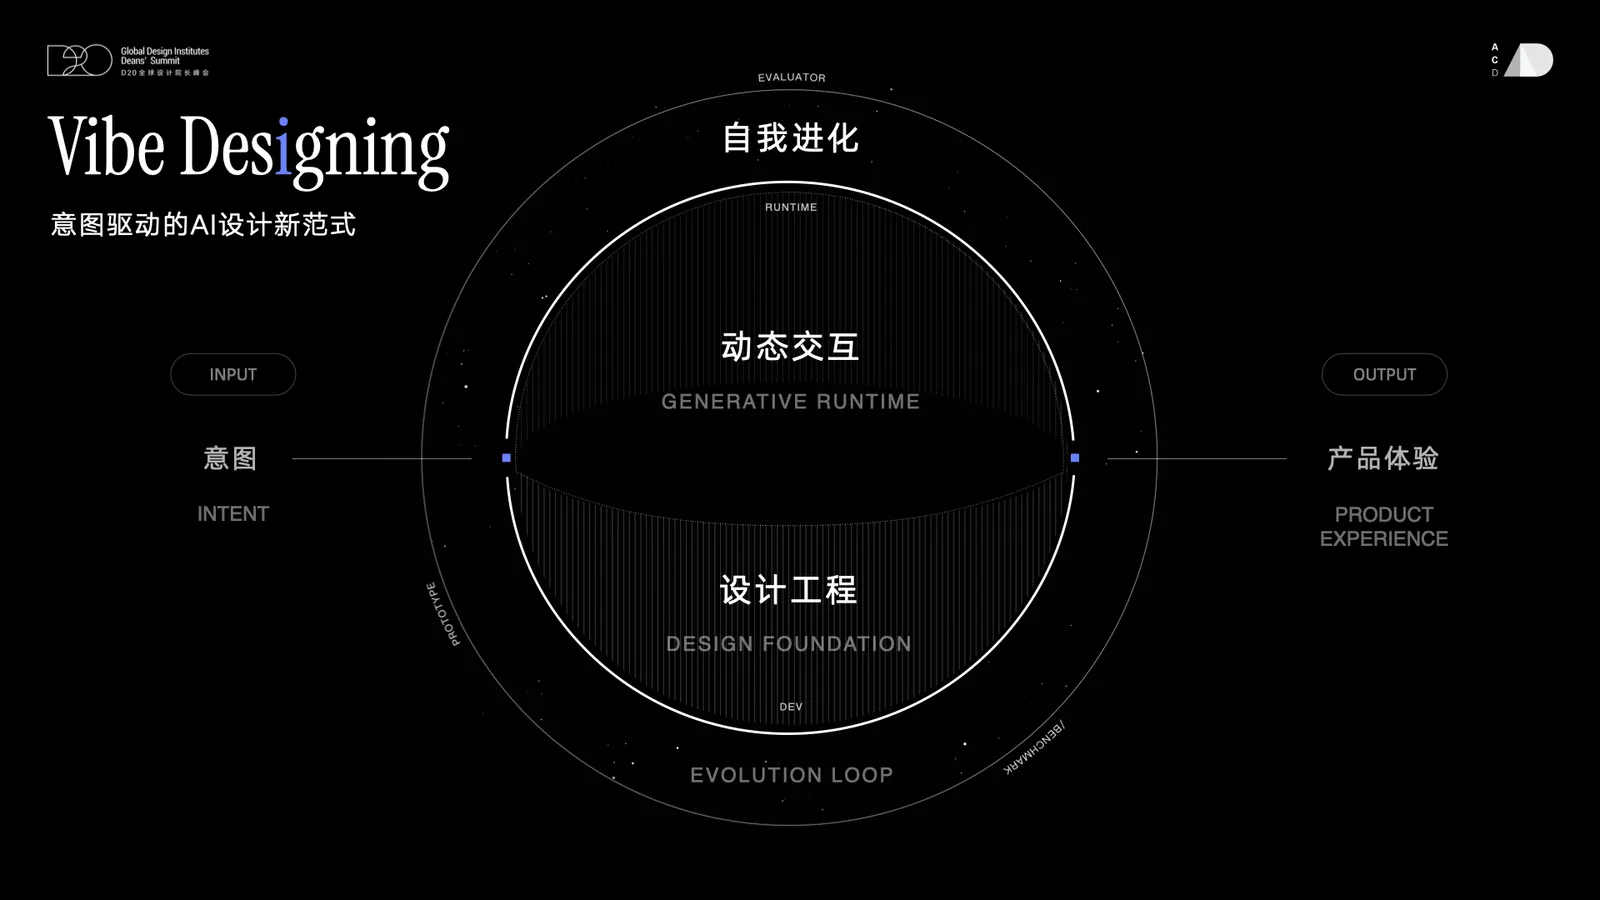 Global Design Institutes
Deans' Summit
D20全球设计院长峰会
A
C
D
Vibe Designing
意图驱动的AI设计新范式
EVALUATOR
自我进化
RUNTIME
动态交互
GENERATIVE RUNTIME
INPUT
意图
INTENT
OUTPUT
产品体验
PRODUCT
EXPERIENCE
设计工程
DESIGN FOUNDATION
DEV
PROTOTYPE
/BENCHMARK
EVOLUTION LOOP